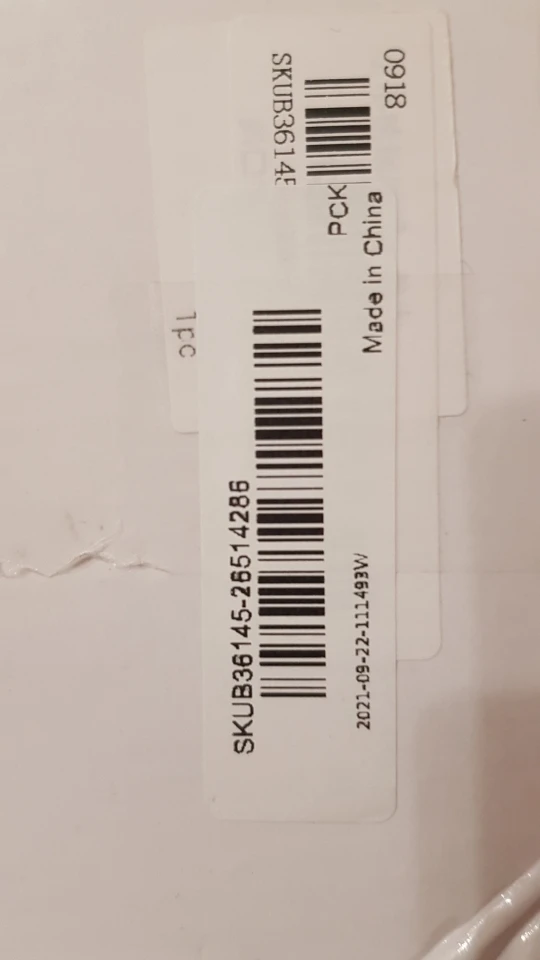 0918
SKUB3614
PCK
Made in China
1pc
SKUB36145-26514286
2021-09-22-111493W